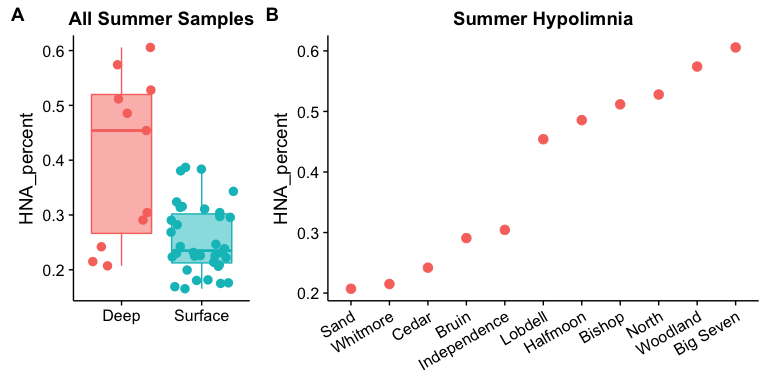 A
All Summer Samples
HNA_percent
0.6
0.5
0.4
0.3
0.2
Deep
Surface
B
Summer Hypolimnia
HNA_percent
0.6
0.5
0.4
0.3
0.2
Sand
Whitmore
Cedar
Bruin
Independence
Lobdell
Halfmoon
Bishop
North
Woodland
Big Seven